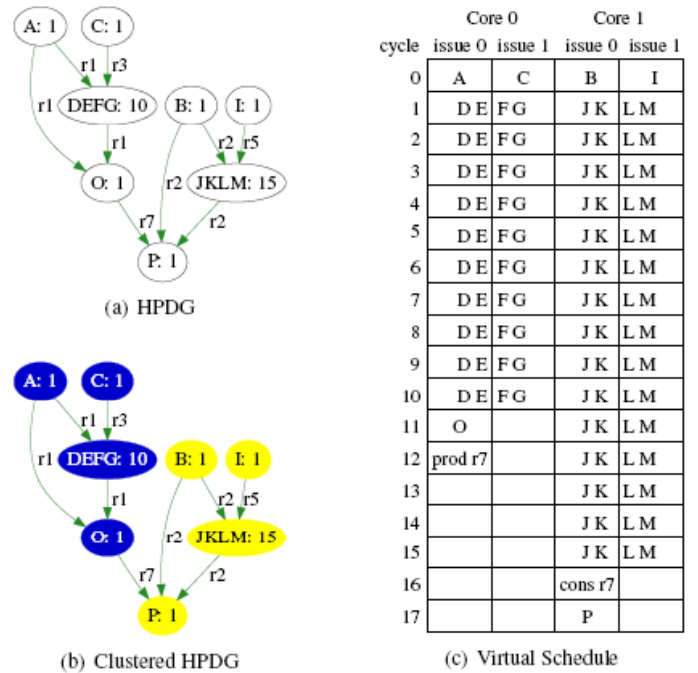 A: 1 C: 1
r1 r3
r1 DEFG: 10 B: 1 I: 1
r1 r2 r5
O: 1 r2 JKLM: 15
r7 r2
P: 1
(a) HPDG
A: 1 C: 1
r1 r3
r1 DEFG: 10 B: 1 I: 1
r1 r2 r5
O: 1 r2 JKLM: 15
r7 r2
P: 1
(b) Clustered HPDG
Core 0 Core 1
cycle issue 0 issue 1 issue 0 issue 1
0 A C B I
1 D E F G J K L M
2 D E F G J K L M
3 D E F G J K L M
4 D E F G J K L M
5 D E F G J K L M
6 D E F G J K L M
7 D E F G J K L M
8 D E F G J K L M
9 D E F G J K L M
10 D E F G J K L M
11 O J K L M
12 prod r7 J K L M
13 J K L M
14 J K L M
15 J K L M
16 cons r7
17 P
(c) Virtual Schedule